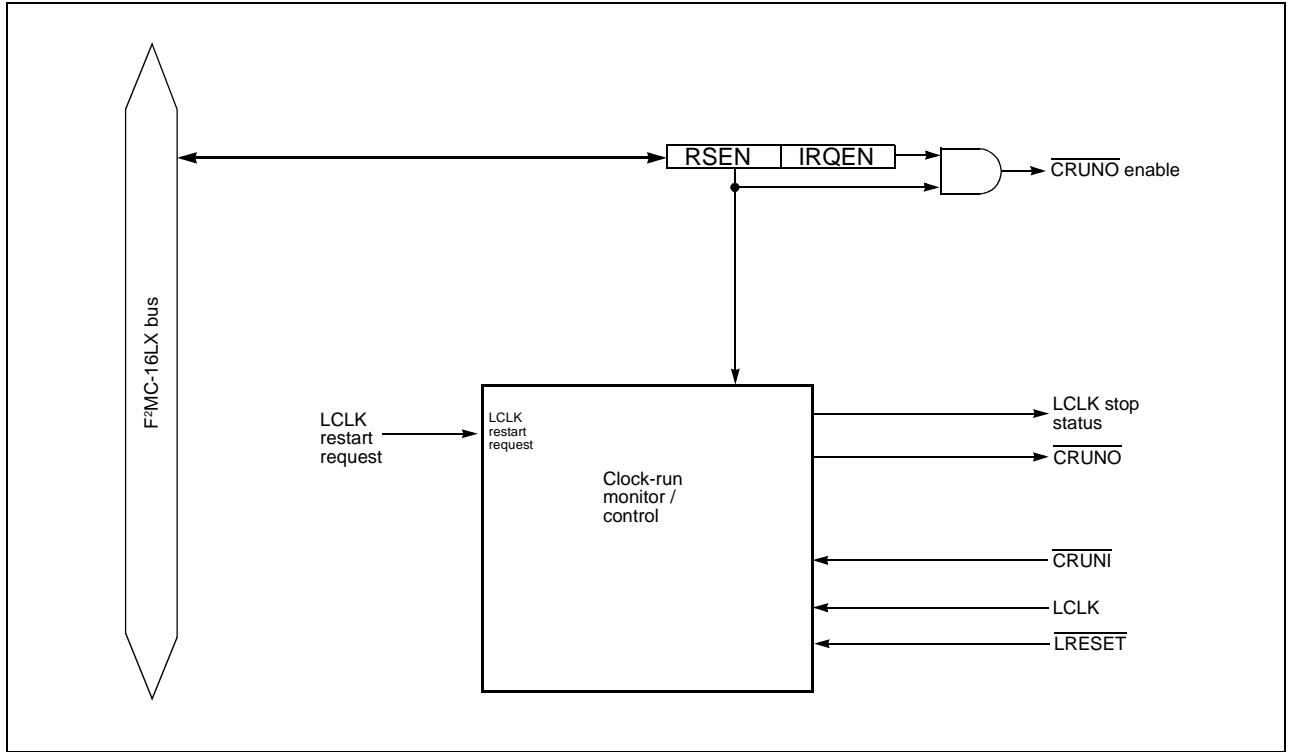 RSEN IRQEN
CRUNO enable
F²MC-16LX bus
LCLK
restart
request
LCLK
restart
request
Clock-run
monitor /
control
LCLK stop
status
CRUNO
CRUNI
LCLK
LRESET